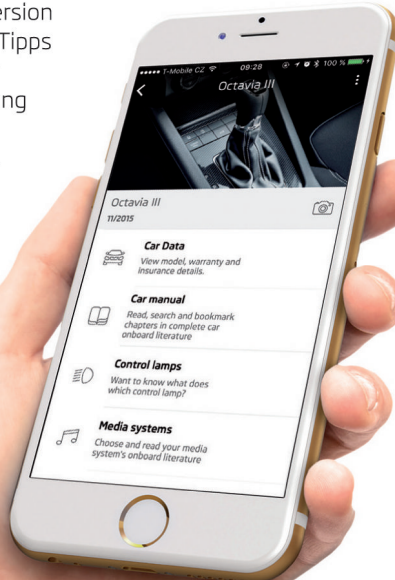 ersion
Tipps
ng
T-Mobile CZ 09:28 100 %
Octavia III
Octavia III
11/2015
Car Data
View model, warranty and
insurance details.
Car manual
Read, search and bookmark
chapters in complete car
onboard literature
Control lamps
Want to know what does
which control lamp?
Media systems
Choose and read your media
system's onboard literature